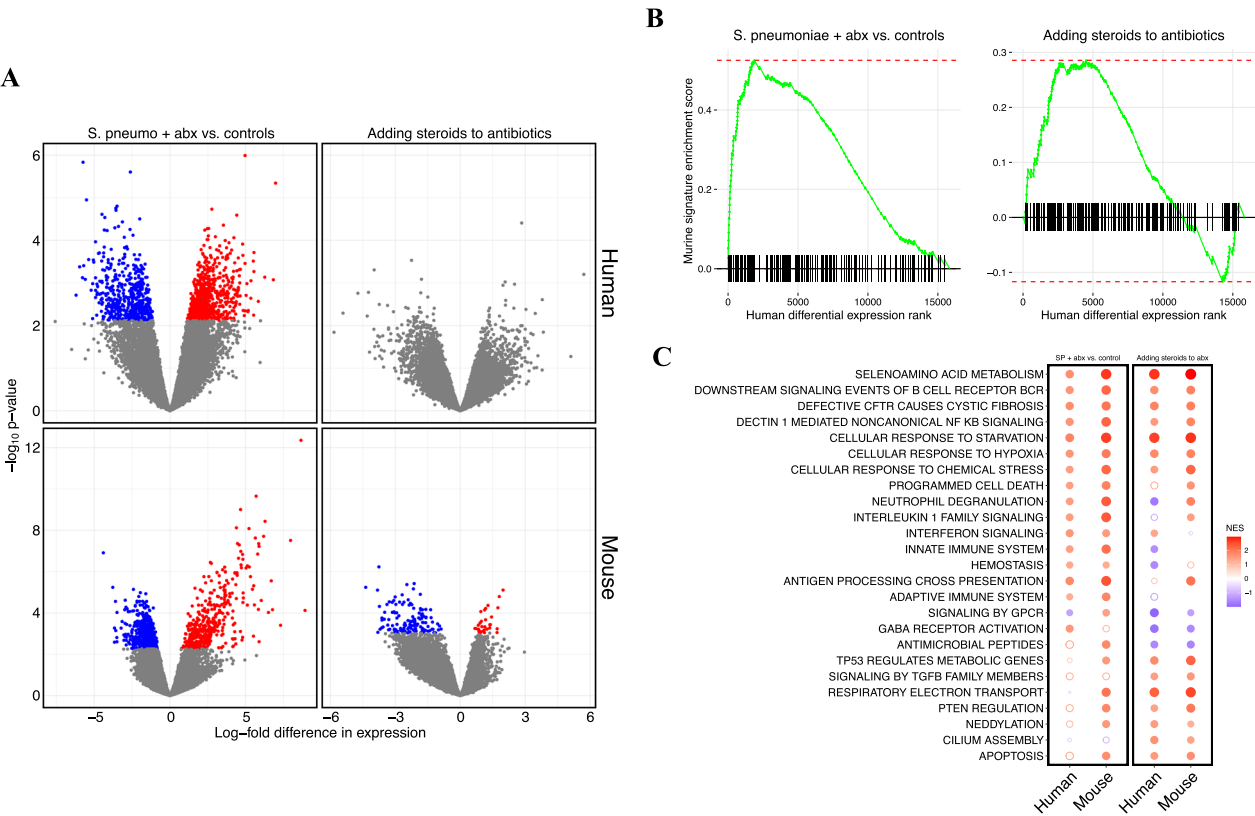 A
S. pneumo + abx vs. controls
Adding steroids to antibiotics
6
4
2
0
Human
12
8
4
0
Mouse
−log10 p−value
−5
0
5
−6
−3
0
3
6
Log−fold difference in expression
B
S. pneumoniae + abx vs. controls
Adding steroids to antibiotics
Murine signature enrichment score
0.4
0.2
0.0
0
5000
10000
15000
Human differential expression rank
0.3
0.2
0.1
0.0
−0.1
0
5000
10000
15000
Human differential expression rank
C
SP + abx vs. control
Adding steroids to abx
SELENOAMINO ACID METABOLISM
DOWNSTREAM SIGNALING EVENTS OF B CELL RECEPTOR BCR
DEFECTIVE CFTR CAUSES CYSTIC FIBROSIS
DECTIN 1 MEDIATED NONCANONICAL NF KB SIGNALING
CELLULAR RESPONSE TO STARVATION
CELLULAR RESPONSE TO HYPOXIA
CELLULAR RESPONSE TO CHEMICAL STRESS
PROGRAMMED CELL DEATH
NEUTROPHIL DEGRANULATION
INTERLEUKIN 1 FAMILY SIGNALING
INTERFERON SIGNALING
INNATE IMMUNE SYSTEM
HEMOSTASIS
ANTIGEN PROCESSING CROSS PRESENTATION
ADAPTIVE IMMUNE SYSTEM
SIGNALING BY GPCR
GABA RECEPTOR ACTIVATION
ANTIMICROBIAL PEPTIDES
TP53 REGULATES METABOLIC GENES
SIGNALING BY TGFB FAMILY MEMBERS
RESPIRATORY ELECTRON TRANSPORT
PTEN REGULATION
NEDDYLATION
CILIUM ASSEMBLY
APOPTOSIS
Human
Mouse
Human
Mouse
NES
2
1
0
−1